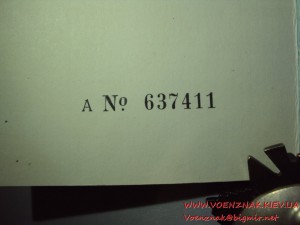 А № 637411
WWW.VOENZNAK.KIEV.UA
Voenznak@bigmir.net